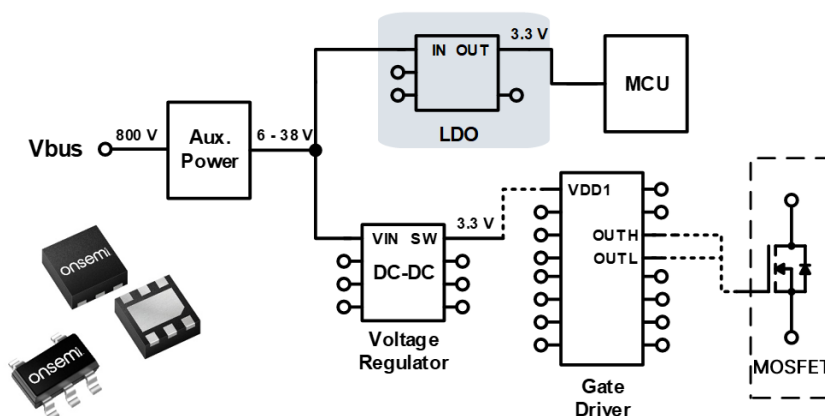 3.3 V
IN OUT
MCU
LDO
Vbus
800 V
Aux.
Power
6 - 38 V
VDD1
3.3 V
VIN SW
DC-DC
OUTH
OUTL
Voltage
Regulator
Gate
Driver
MOSFET
onsemi
onsemi